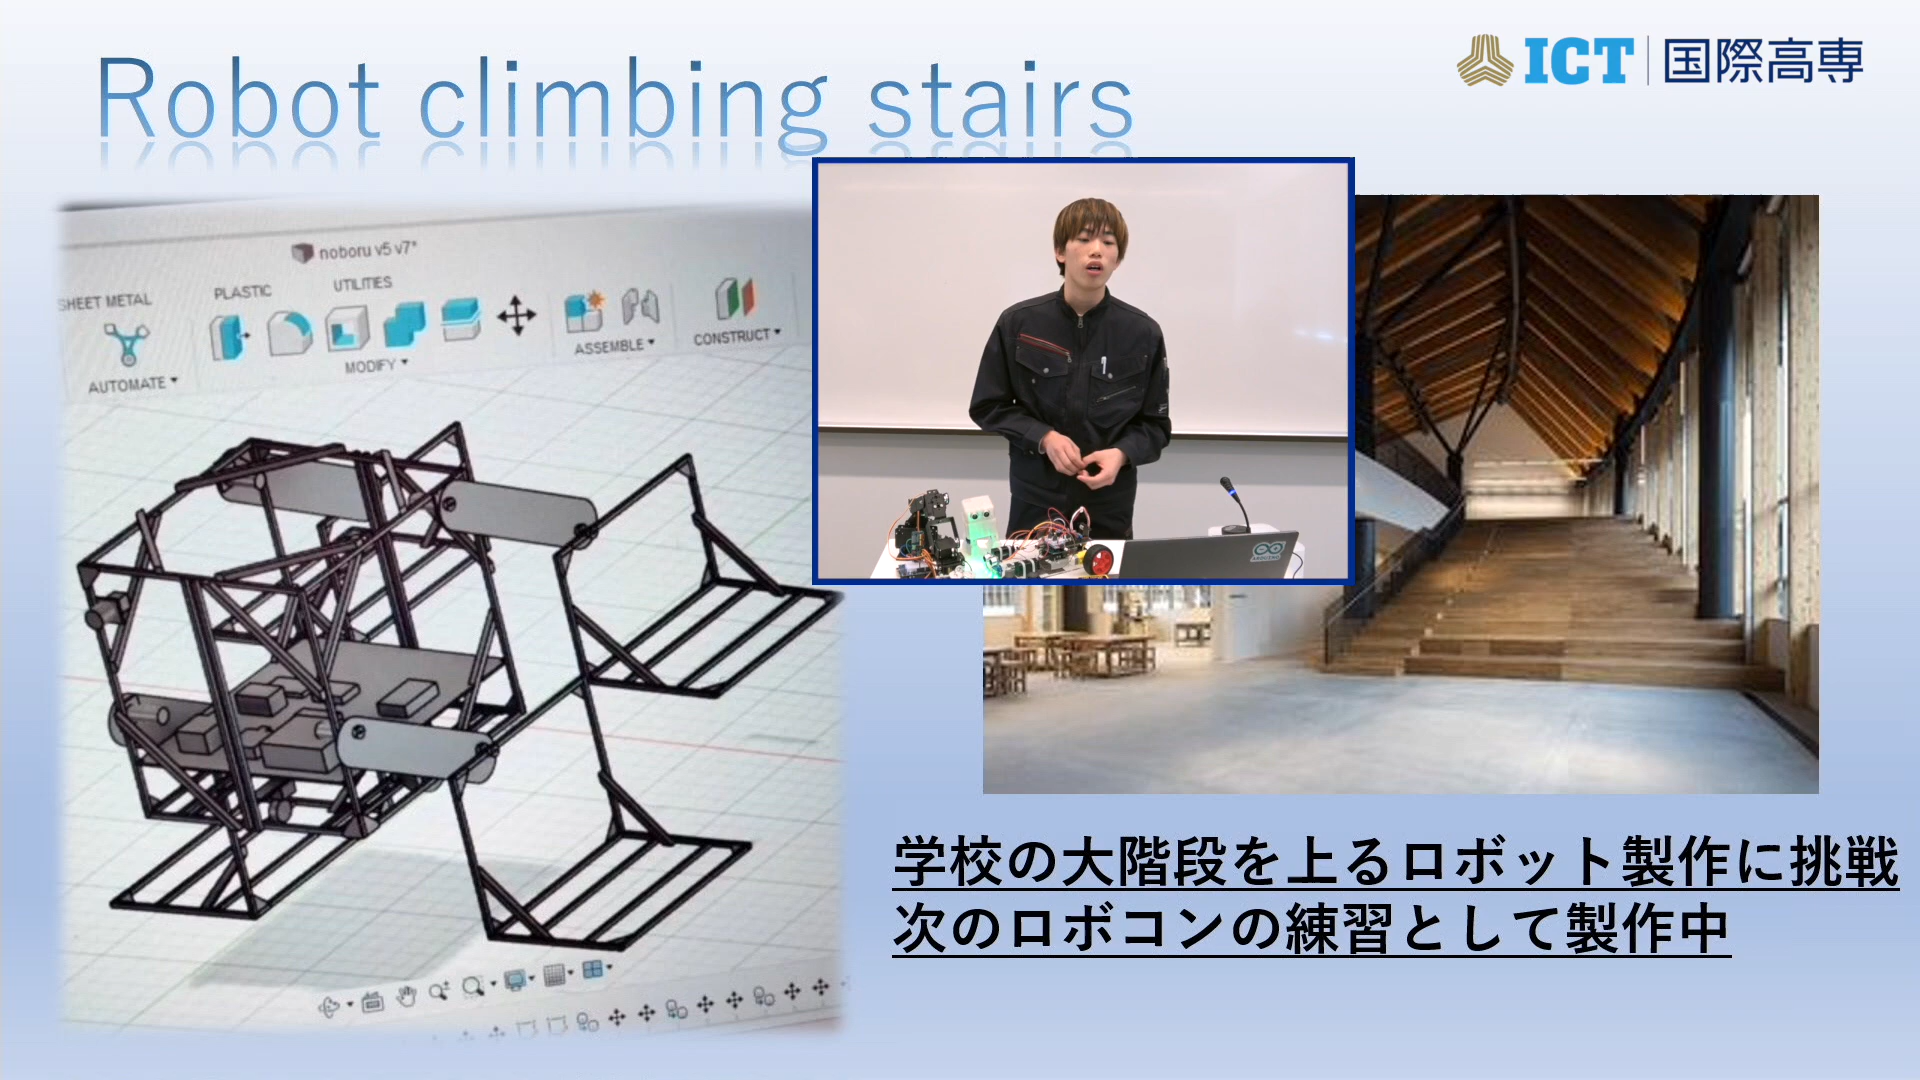 Robot climbing stairs
ICT 国際高専
noboru v5 v7*
SHEET METAL
PLASTIC
UTILITIES
AUTOMATE
MODIFY
ASSEMBLE
CONSTRUCT
学校の大階段を上るロボット製作に挑戦
次のロボコンの練習として製作中